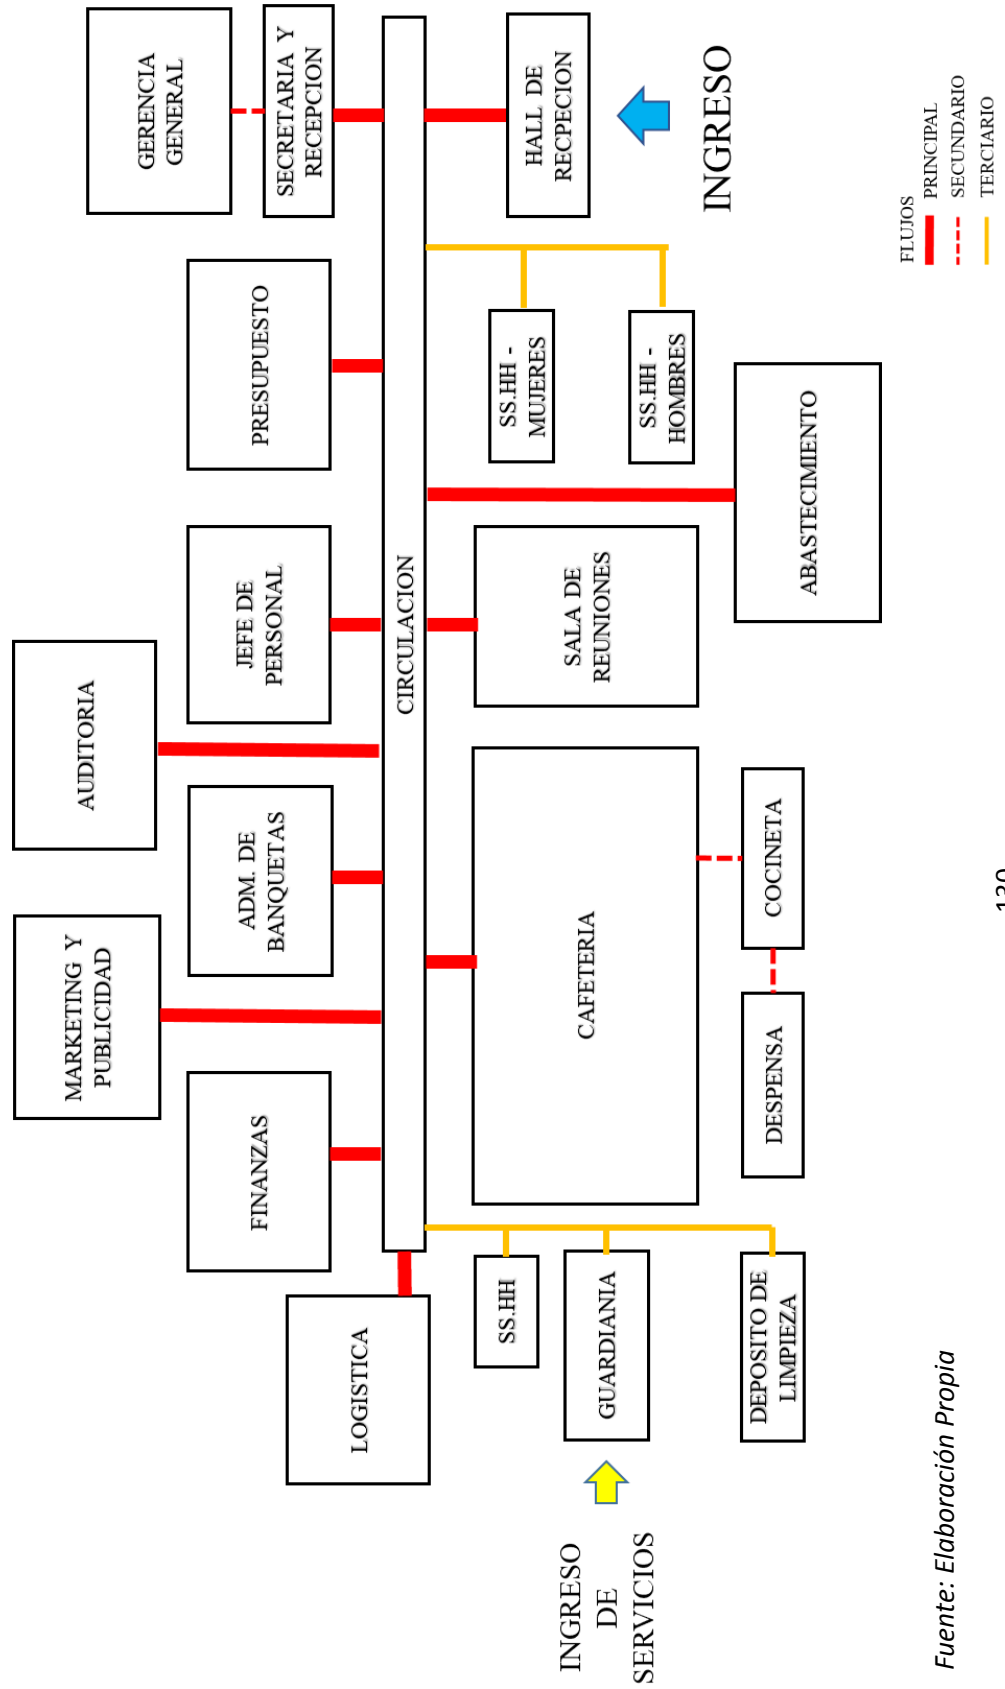 AUDITORIA
MARKETING Y
PUBLICIDAD
GERENCIA
GENERAL
SECRETARIA Y
RECEPCION
PRESUPUESTO
JEFE DE
PERSONAL
ADM. DE
BANQUETAS
FINANZAS
LOGISTICA
CIRCULACION
HALL DE
RECPECION
INGRESO
SS.HH -
MUJERES
SS.HH -
HOMBRES
ABASTECIMIENTO
SALA DE
REUNIONES
CAFETERIA
COCINETA
DESPENSA
SS.HH
GUARDIANIA
DEPOSITO DE
LIMPIEZA
INGRESO
DE
SERVICIOS
FLUJOS
PRINCIPAL
SECUNDARIO
TERCIARIO
Fuente: Elaboración Propia